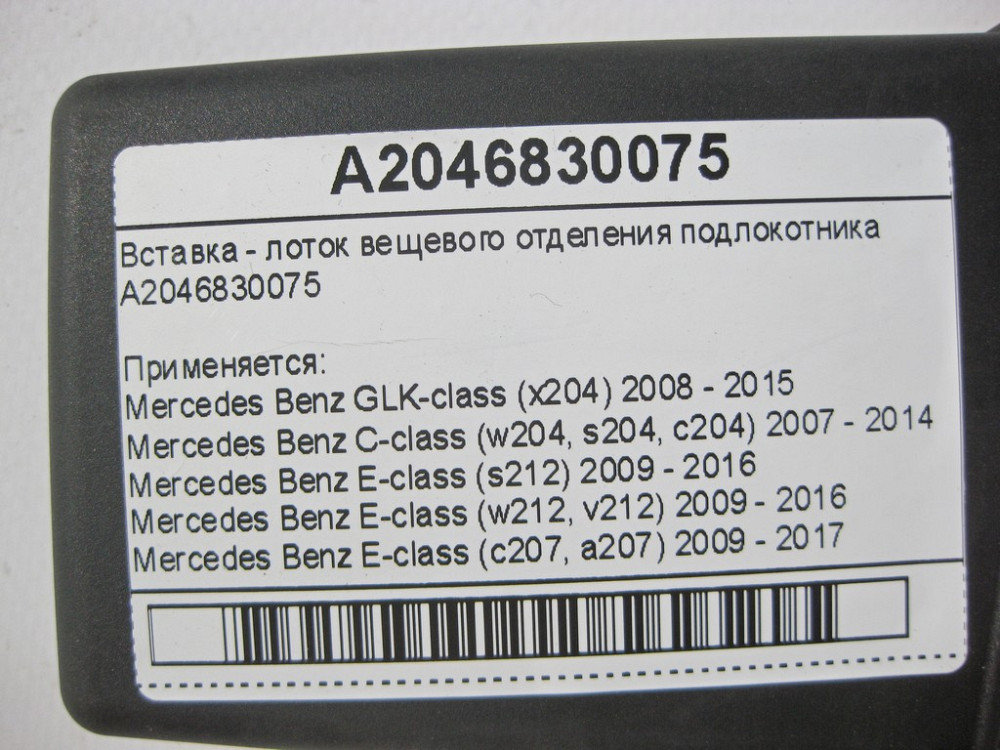 A2046830075
Вставка - лоток вещевого отделения подлокотника
A2046830075
Применяется:
Mercedes Benz GLK-class (x204) 2008 - 2015
Mercedes Benz C-class (w204, s204, c204) 2007 - 2014
Mercedes Benz E-class (s212) 2009 - 2016
Mercedes Benz E-class (w212, v212) 2009 - 2016
Mercedes Benz E-class (c207, a207) 2009 - 2017